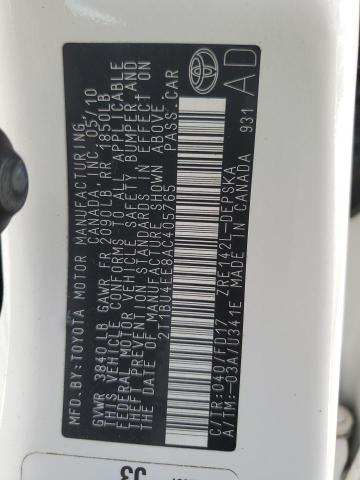 MFD.BY:TOYOTA MOTOR MANUFACTURING
CANADA, INC. 05/10
GVWR 3840LB GAWR FR 2090LB RR 1850LB
THIS VEHICLE CONFORMS TO ALL APPLICABLE
FEDERAL MOTOR VEHICLE SAFETY, BUMPER, AND
THEFT PREVENTION STANDARDS IN EFFECT ON
THE DATE OF MANUFACTURE SHOWN ABOVE.
2T1BU4EE8AC405765 PASS.CAR
C/TR:040/FD17 ZRE142L-DEPSKA
A/TM:-03A/U341E MADE IN CANADA 931
AD
J3